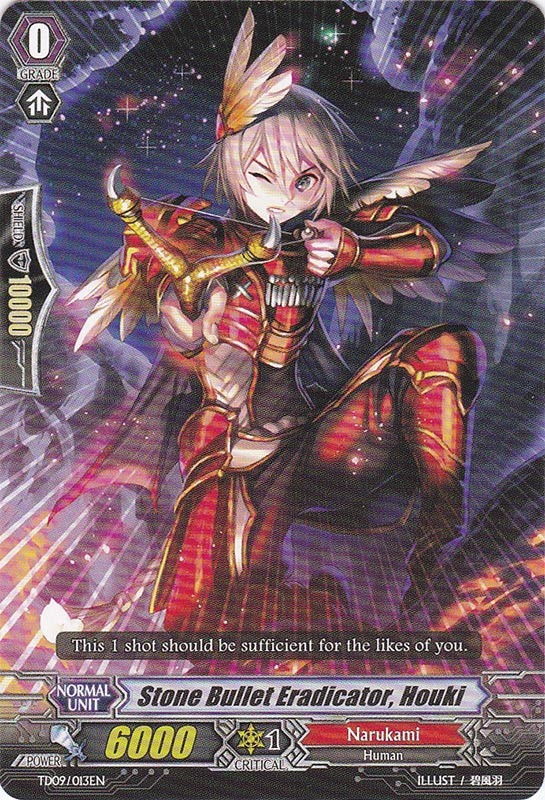 0
GRADE
SHIELD
10000
This 1 shot should be sufficient for the likes of you.
NORMAL UNIT
Stone Bullet Eradicator, Houki
POWER
6000
1
CRITICAL
Narukami
Human
TD09/013EN
ILLUST / 碧風羽